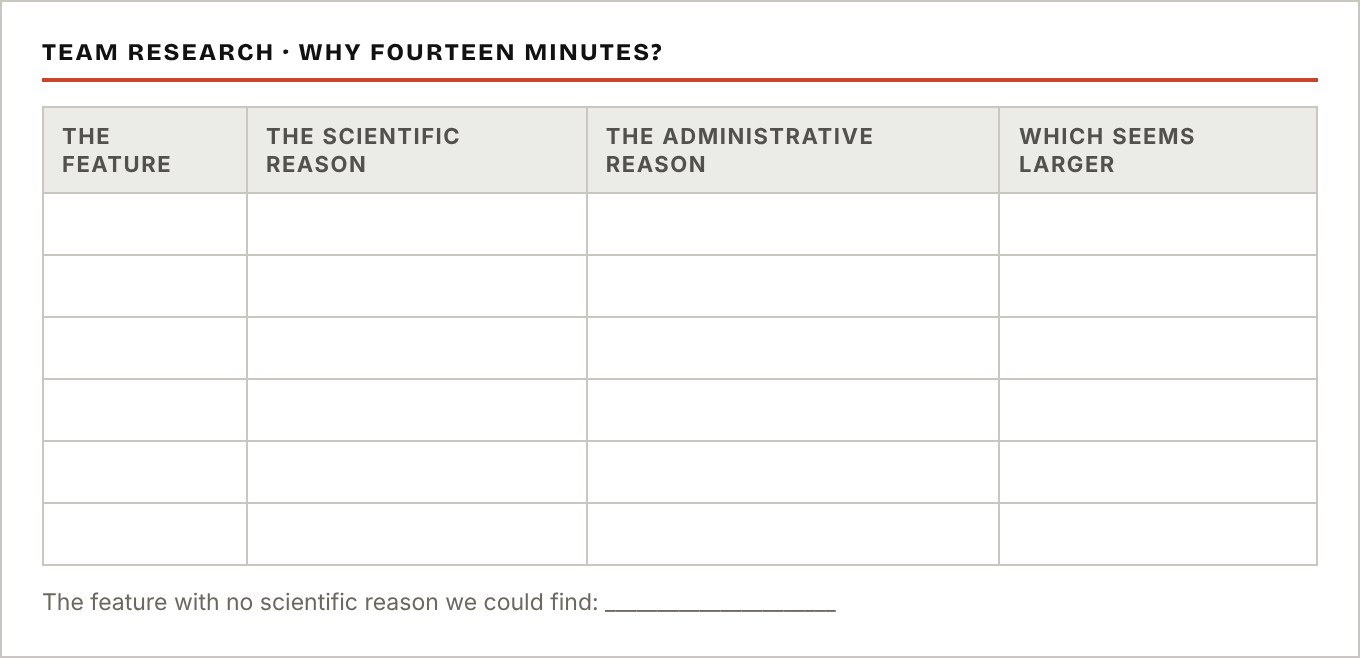 TEAM RESEARCH · WHY FOURTEEN MINUTES?
THE FEATURE
THE SCIENTIFIC REASON
THE ADMINISTRATIVE REASON
WHICH SEEMS LARGER
The feature with no scientific reason we could find: ____________________